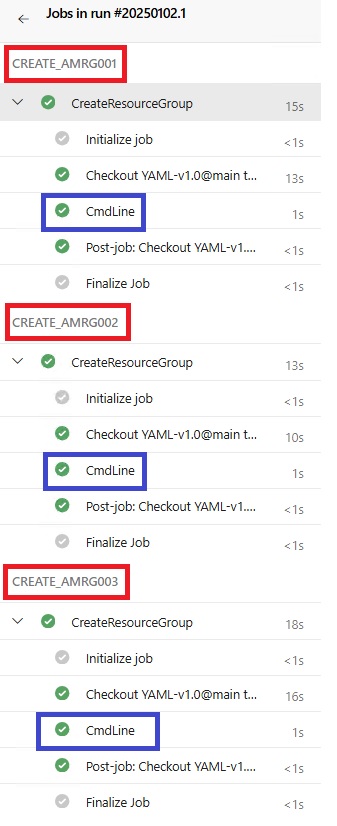 Jobs in run #20250102.1
CREATE_AMRG001
CreateResourceGroup 15s
Initialize job <1s
Checkout YAML-v1.0@main t... 13s
CmdLine 1s
Post-job: Checkout YAML-v1.... <1s
Finalize Job <1s
CREATE_AMRG002
CreateResourceGroup 13s
Initialize job <1s
Checkout YAML-v1.0@main t... 10s
CmdLine 1s
Post-job: Checkout YAML-v1.... <1s
Finalize Job <1s
CREATE_AMRG003
CreateResourceGroup 18s
Initialize job <1s
Checkout YAML-v1.0@main t... 16s
CmdLine 1s
Post-job: Checkout YAML-v1.... <1s
Finalize Job <1s